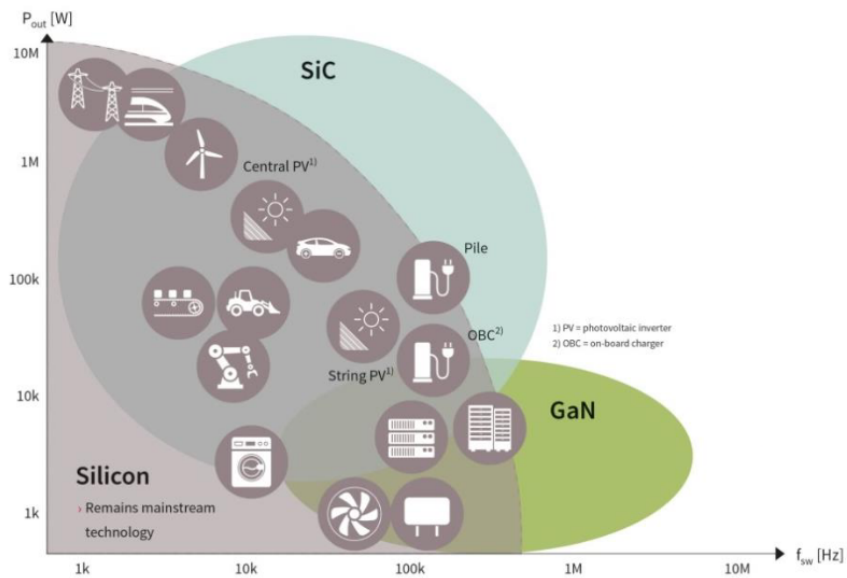 P_out [W]
10M
SiC
1M
Central PV¹⁾
Pile
100k
1) PV = photovoltaic inverter
OBC²⁾
2) OBC = on-board charger
String PV¹⁾
10k
GaN
Silicon
› Remains mainstream
technology
1k
1k
10k
100k
1M
10M
f_sw [Hz]